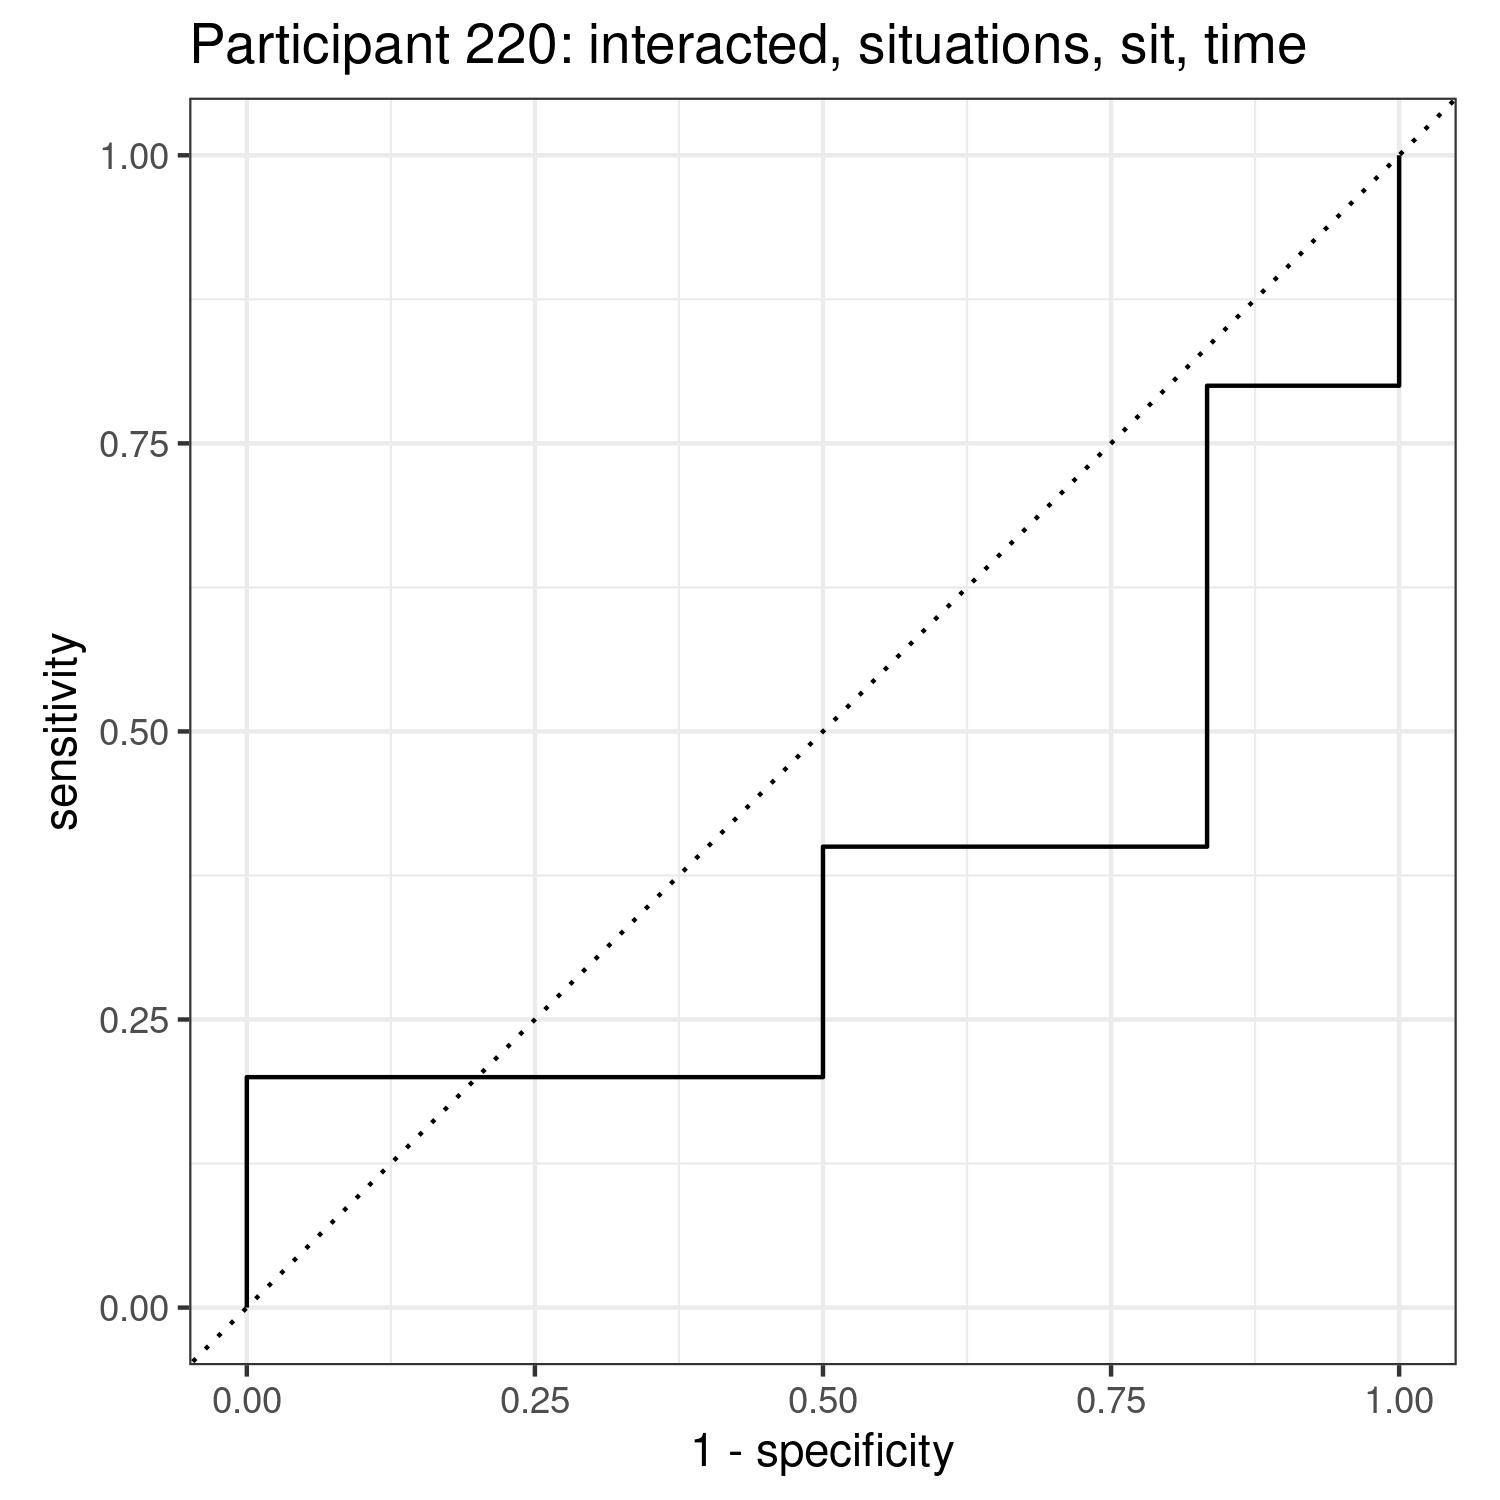 Participant 220: interacted, situations, sit, time
1.00
0.75
0.50
0.25
0.00
sensitivity
0.00 0.25 0.50 0.75 1.00
1 - specificity